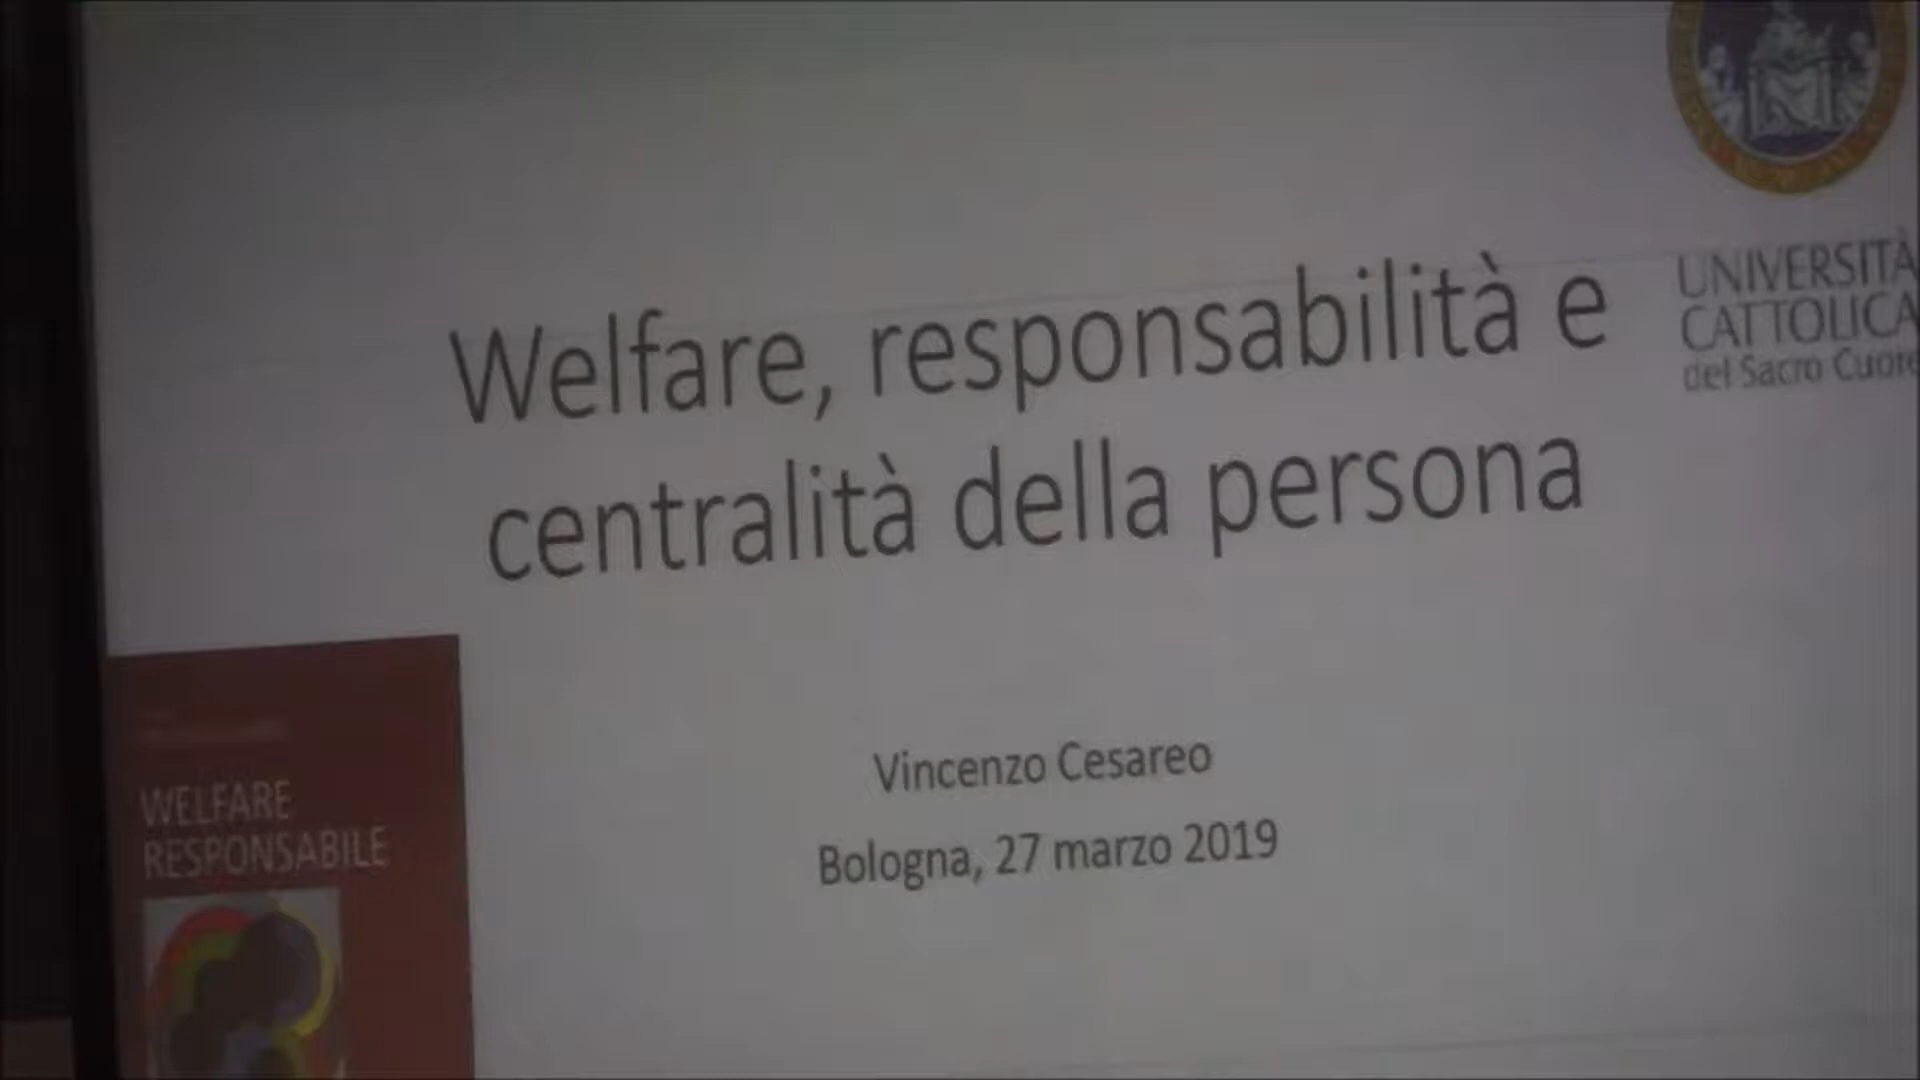 Welfare, responsabilità e
centralità della persona
UNIVERSITÀ
CATTOLICA
del Sacro Cuore
Vincenzo Cesareo
Bologna, 27 marzo 2019
WELFARE
RESPONSABILE